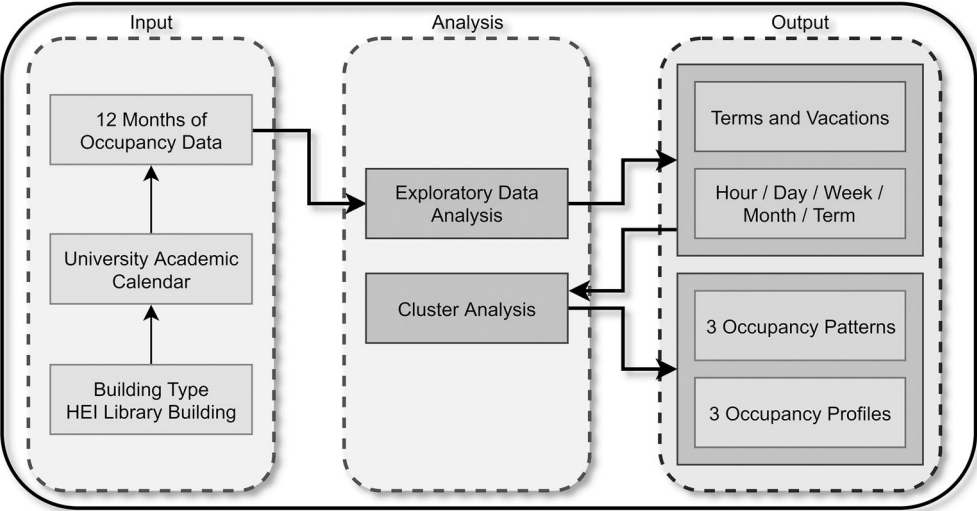 Input
12 Months of
Occupancy Data
University Academic
Calendar
Building Type
HEI Library Building
Analysis
Exploratory Data
Analysis
Cluster Analysis
Output
Terms and Vacations
Hour / Day / Week /
Month / Term
3 Occupancy Patterns
3 Occupancy Profiles